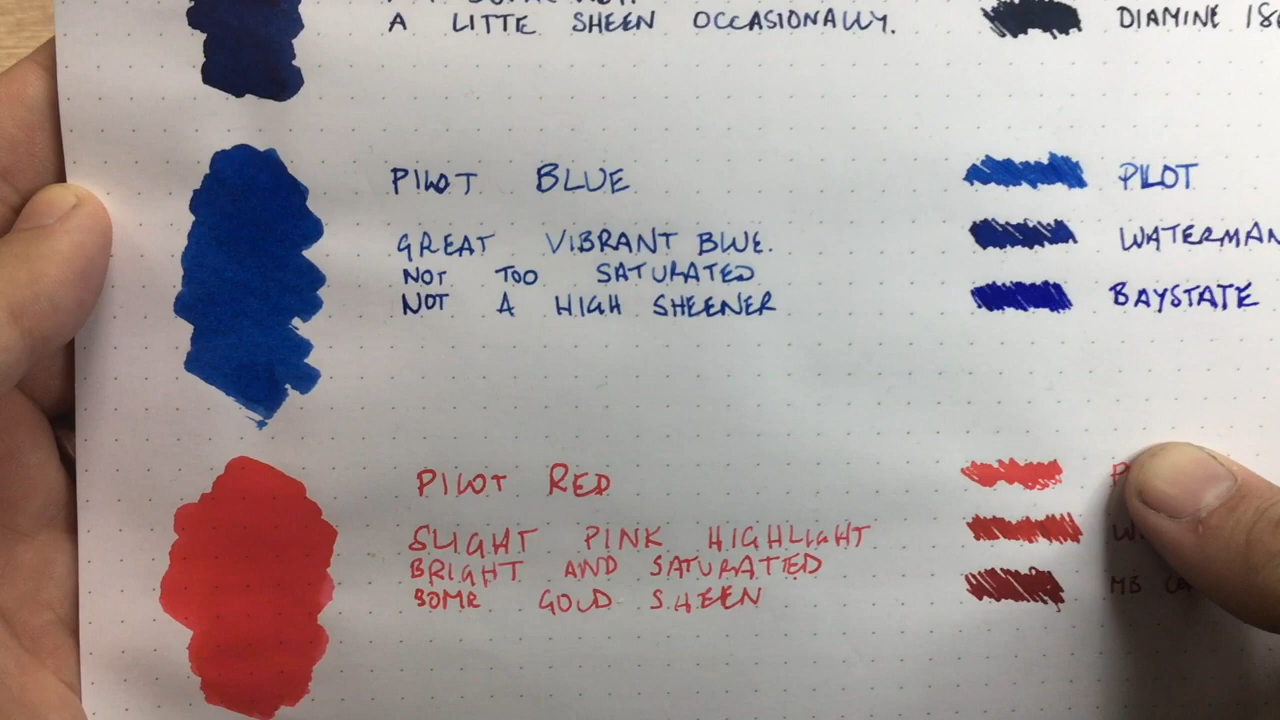 A LITTE SHEEN OCCASIONALLY.
DIAMINE
PILOT BLUE
GREAT VIBRANT BLUE.
NOT TOO SATURATED
NOT A HIGH SHEENER
PILOT
WATERMAN
BAYSTATE
PILOT RED
SLIGHT PINK HIGHLIGHT
BRIGHT AND SATURATED
SOME GOLD SHEEN
MB